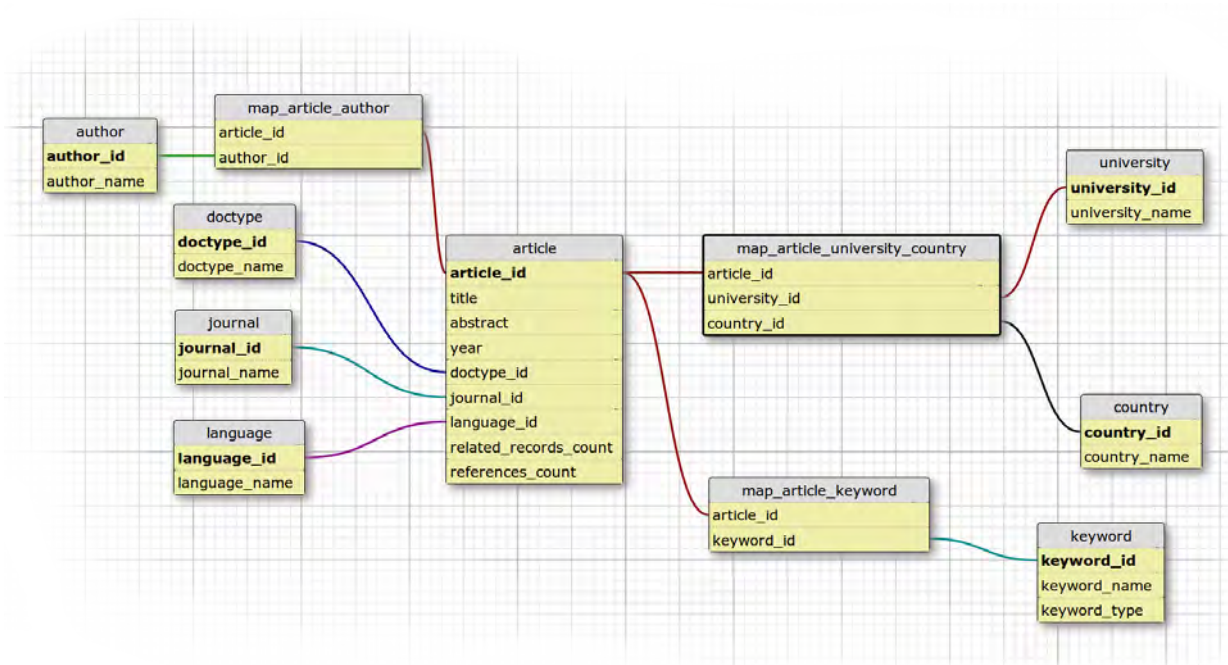 map_article_author
article_id
author_id
author
author_id
author_name
doctype
doctype_id
doctype_name
journal
journal_id
journal_name
language
language_id
language_name
article
article_id
title
abstract
year
doctype_id
journal_id
language_id
related_records_count
references_count
map_article_university_country
article_id
university_id
country_id
university
university_id
university_name
country
country_id
country_name
map_article_keyword
article_id
keyword_id
keyword
keyword_id
keyword_name
keyword_type